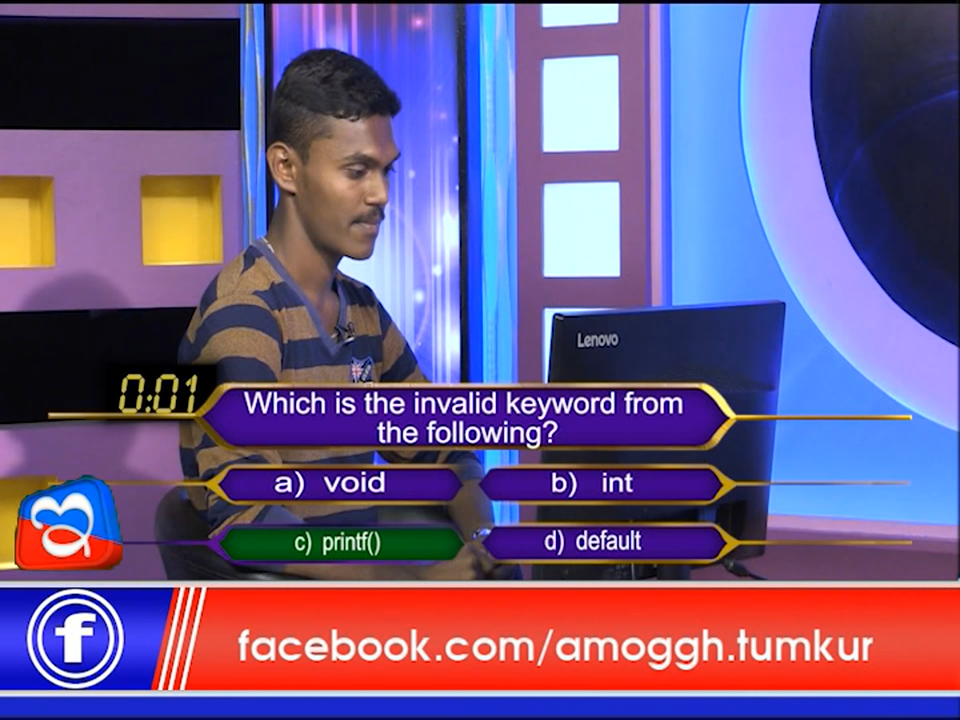 Lenovo
0:01
Which is the invalid keyword from
the following?
a) void
b) int
c) printf()
d) default
f
facebook.com/amoggh.tumkur